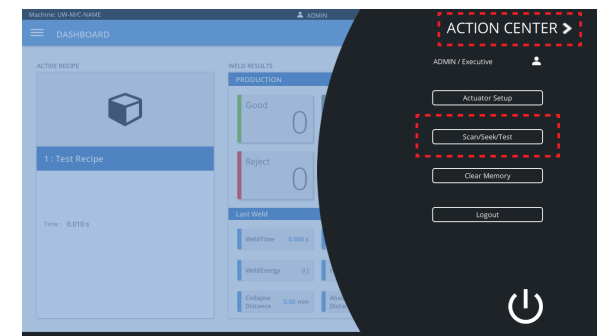 Machine: UW-M/C-NAME
ADMIN
DASHBOARD
ACTION CENTER
ADMIN / Executive
Actuator Setup
Scan/Seek/Test
Clear Memory
Logout
ACTIVE RECIPE
1 : Test Recipe
Time : 0.010 s
WELD RESULTS
PRODUCTION
Good
0
Reject
0
Last Weld
WeldTime 0.000 s
WeldEnergy 0 J
Collapse Distance 0.00 mm